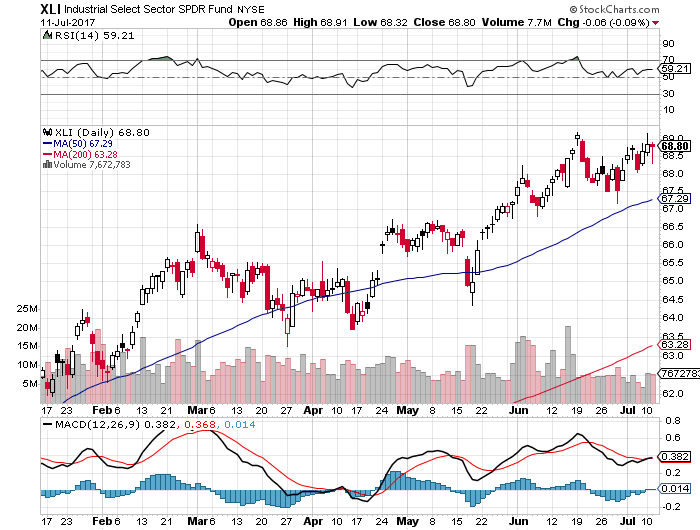 XLI Industrial Select Sector SPDR Fund NYSE © StockCharts.com
11-Jul-2017 Open 68.86 High 68.91 Low 68.32 Close 68.80 Volume 7.7M Chg -0.06 (-0.09%)
RSI(14) 59.21
90
70
59.21
50
30
10
XLI (Daily) 68.80
MA(50) 67.29
MA(200) 63.28
Volume 7,672,783
69.0
68.80
68.5
68.0
67.5
67.29
67.0
66.5
66.0
65.5
65.0
64.5
64.0
63.5
63.28
63.0
7672783
62.0
25M
20M
15M
10M
5M
17 23 Feb 6 13 21 27 Mar 6 13 20 27 Apr 10 17 24 May 8 15 22 Jun 12 19 26 Jul 10
MACD(12,26,9) 0.382, 0.368, 0.014
0.8
0.6
0.382
0.2
0.014
-0.2
17 23 Feb 6 13 21 27 Mar 6 13 20 27 Apr 10 17 24 May 8 15 22 Jun 12 19 26 Jul 10